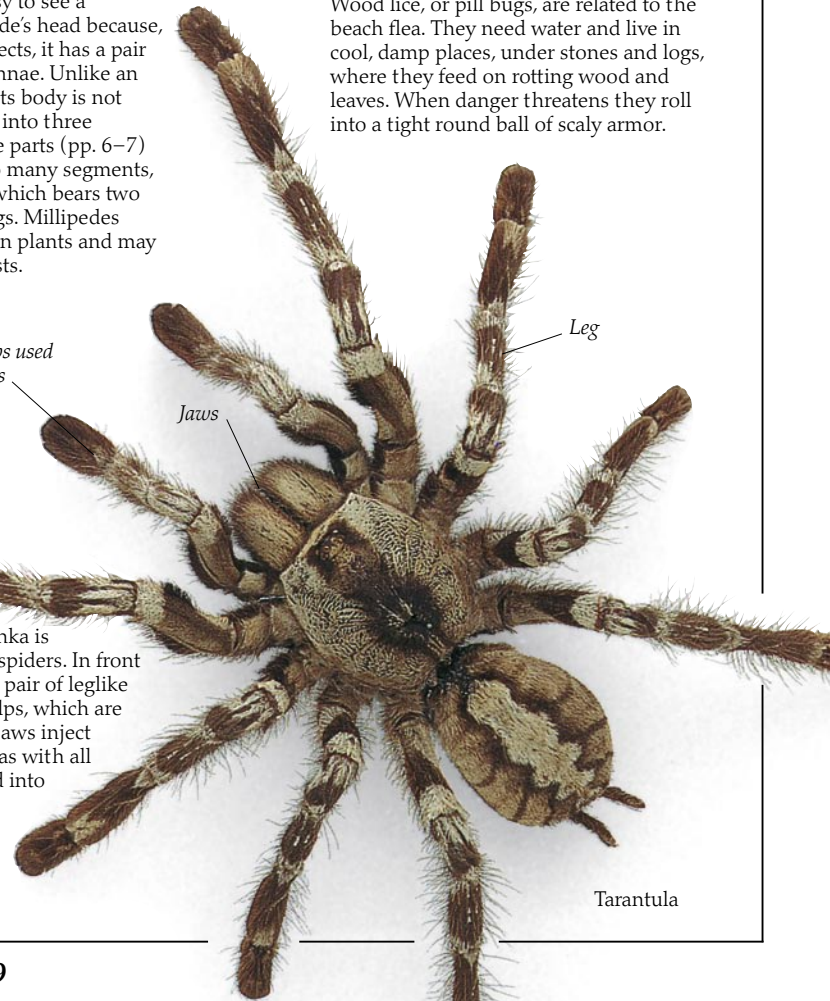 sy to see a
de's head because,
ects, it has a pair
nnae. Unlike an
ts body is not
into three
e parts (pp. 6–7)
many segments,
which bears two
gs. Millipedes
n plants and may
sts.
Wood lice, or pill bugs, are related to the
beach flea. They need water and live in
cool, damp places, under stones and logs,
where they feed on rotting wood and
leaves. When danger threatens they roll
into a tight round ball of scaly armor.
Leg
ps used
s
Jaws
nka is
spiders. In front
pair of leglike
lps, which are
aws inject
as with all
d into
Tarantula
9